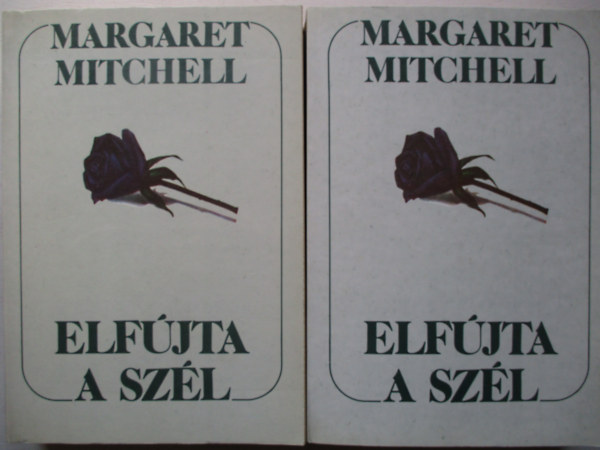 MARGARET
MITCHELL
ELFÚJTA
A SZÉL
MARGARET
MITCHELL
ELFÚJTA
A SZÉL